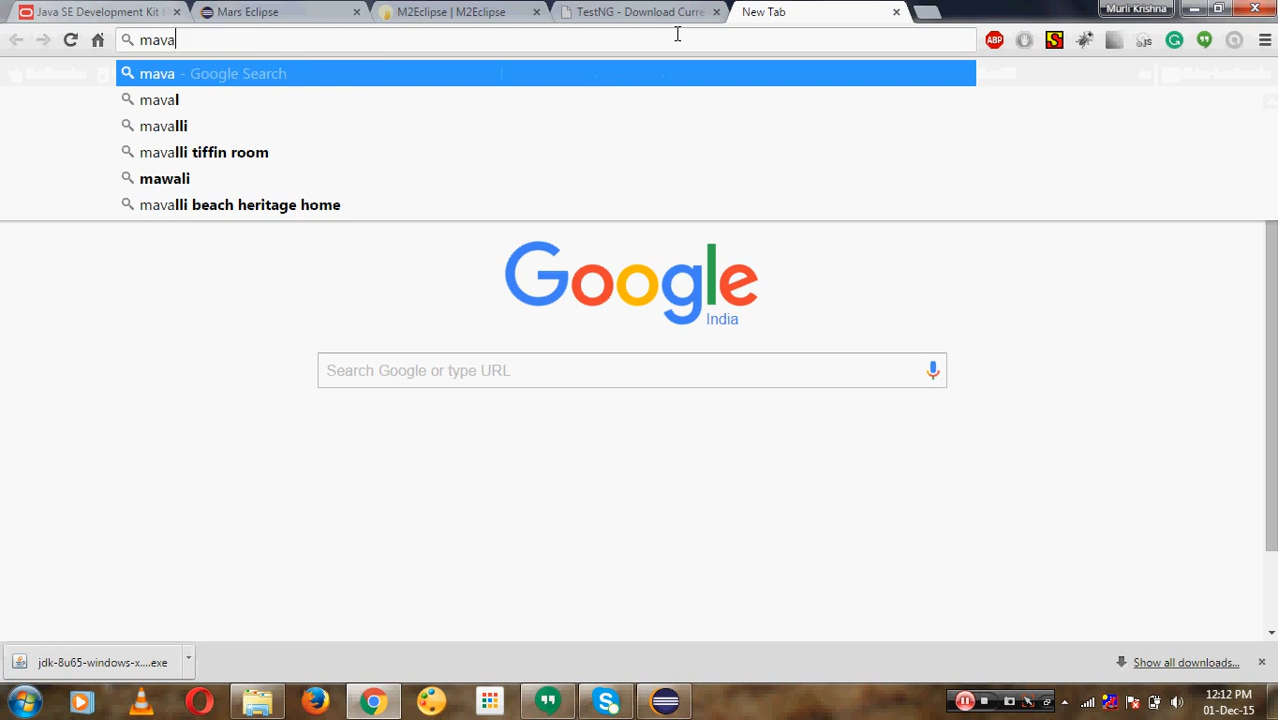 Java SE Development Kit
Mars Eclipse
M2Eclipse | M2Eclipse
TestNG - Download Curre
New Tab
Murli Krishna
mava
ABP
mava - Google Search
maval
mavalli
mavalli tiffin room
mawali
mavalli beach heritage home
Google
India
Search Google or type URL
jdk-8u65-windows-x....exe
Show all downloads...
12:12 PM
01-Dec-15